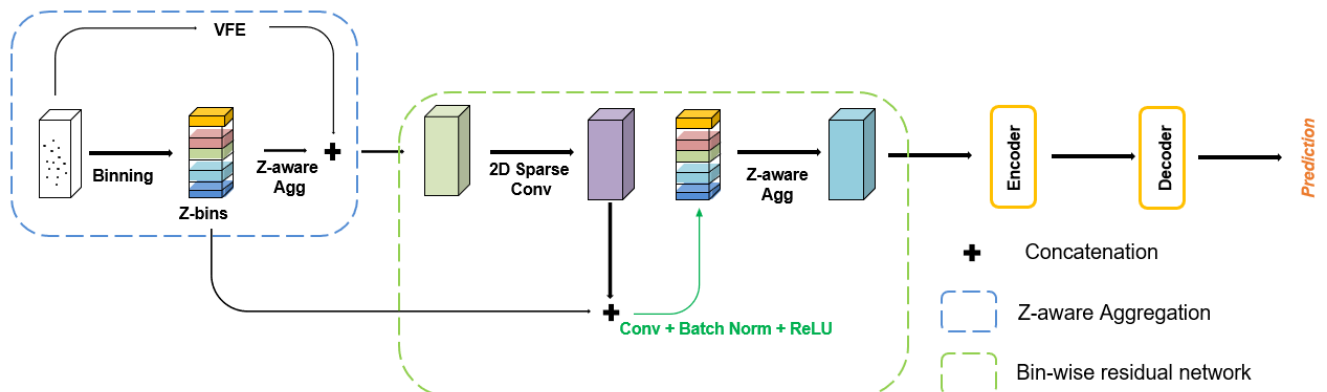 VFE
Binning
Z-bins
Z-aware
Agg
2D Sparse
Conv
Z-aware
Agg
Conv + Batch Norm + ReLU
Encoder
Decoder
Prediction
Concatenation
Z-aware Aggregation
Bin-wise residual network